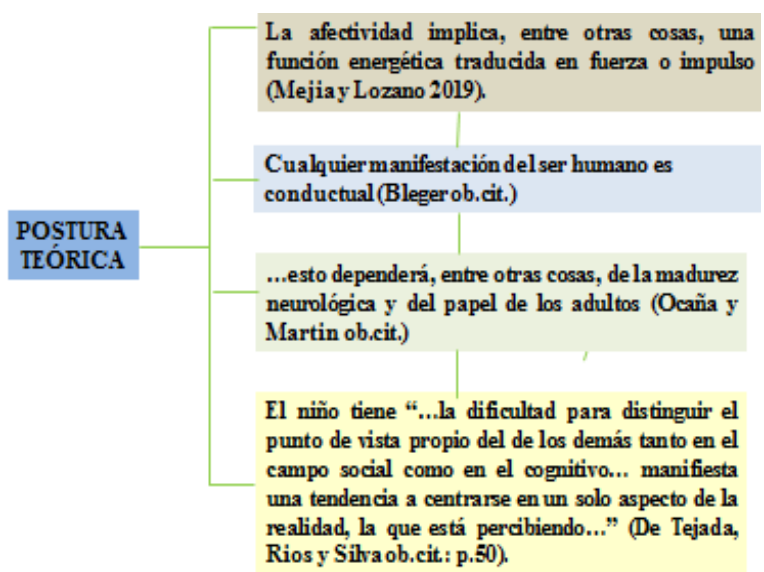 POSTURA
TEÓRICA
La afectividad implica, entre otras cosas, una
función energética traducida en fuerza o impulso
(Mejia y Lozano 2019).
Cualquier manifestación del ser humano es
conductual (Bleger ob.cit.)
...esto dependerá, entre otras cosas, de la madurez
neurológica y del papel de los adultos (Ocaña y
Martin ob.cit.)
El niño tiene “...la dificultad para distinguir el
punto de vista propio del de los demás tanto en el
campo social como en el cognitivo... manifiesta
una tendencia a centrarse en un solo aspecto de la
realidad, la que está percibiendo...” (De Tejada,
Rios y Silva ob.cit.: p.50).